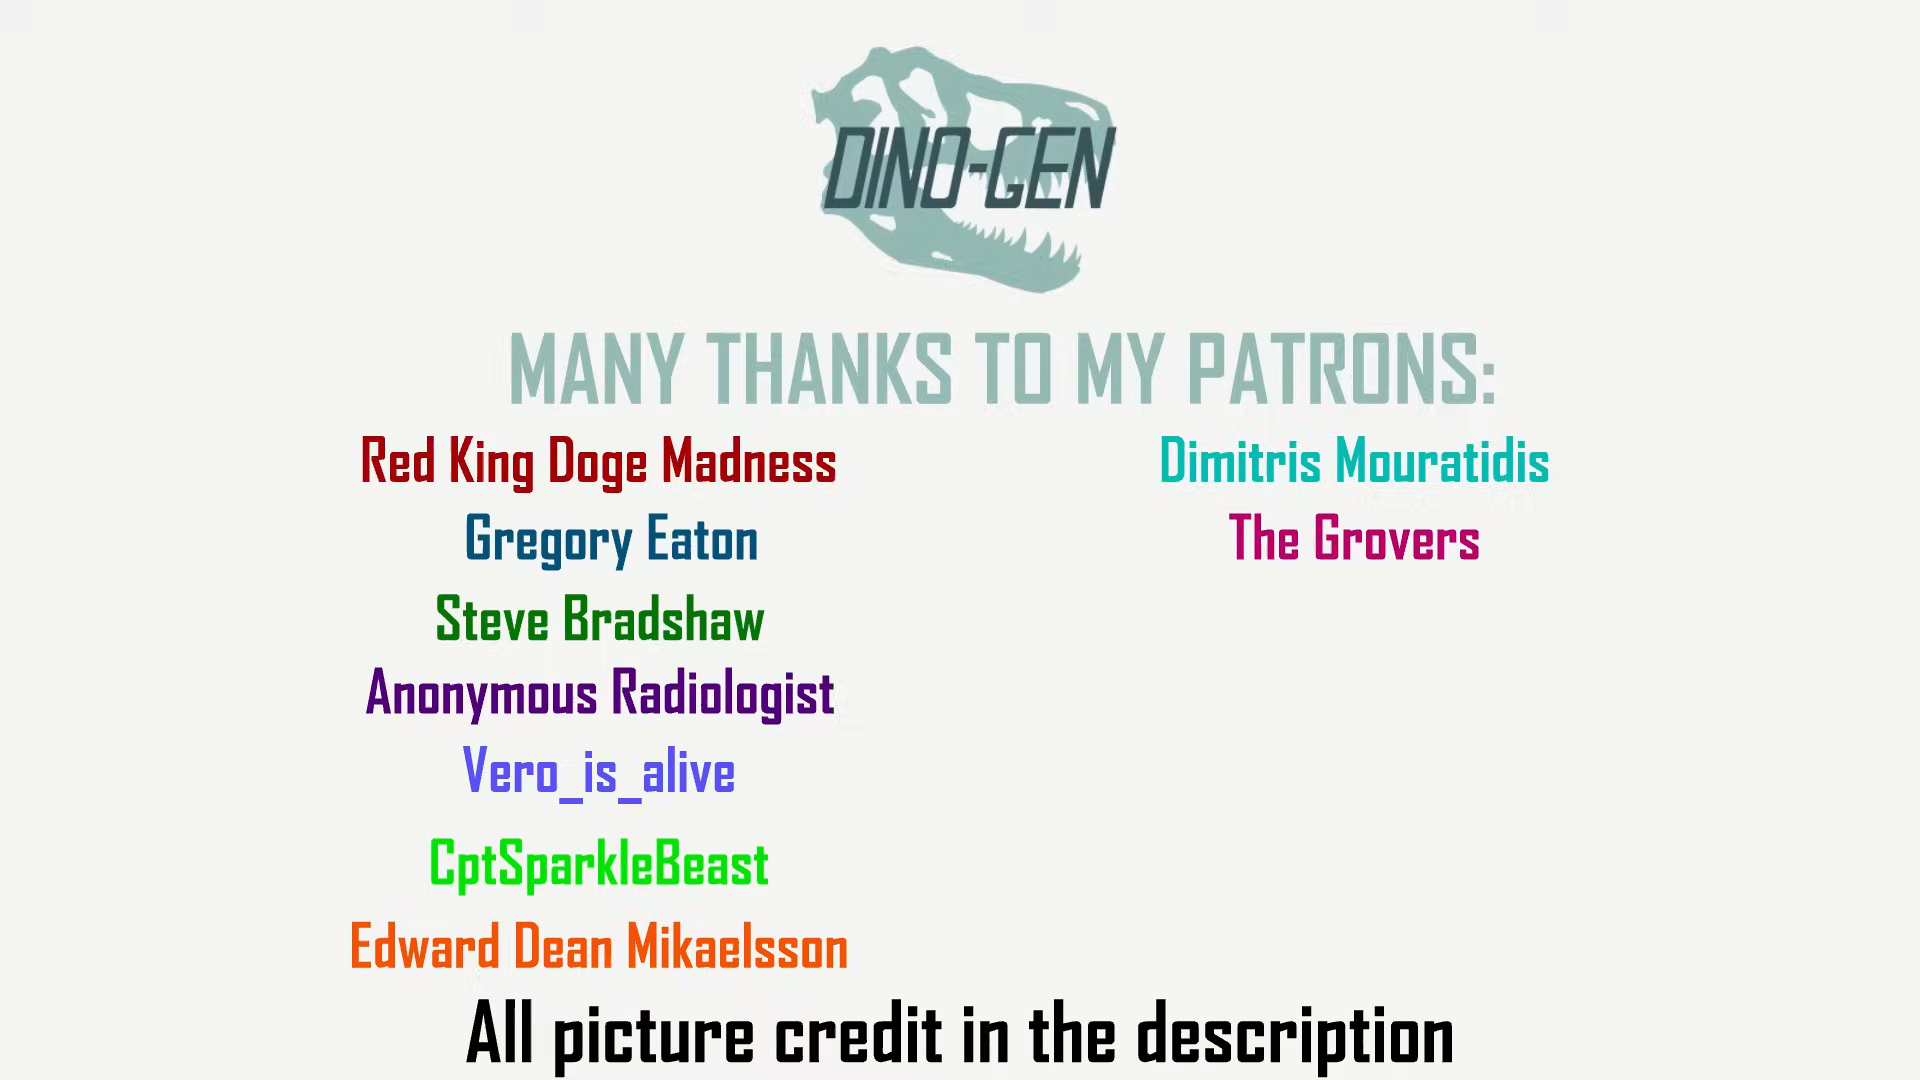 DINO-GEN
MANY THANKS TO MY PATRONS:
Red King Doge Madness
Gregory Eaton
Steve Bradshaw
Anonymous Radiologist
Vero_is_alive
CptSparkleBeast
Edward Dean Mikaelsson
Dimitris Mouratidis
The Grovers
All picture credit in the description